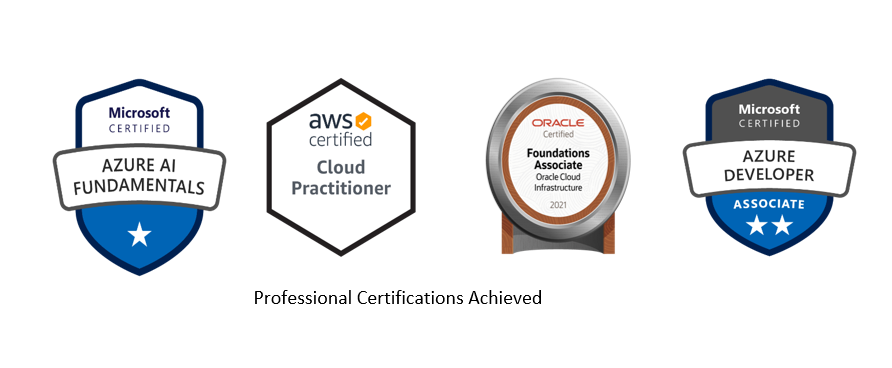 Microsoft
CERTIFIED
AZURE AI
FUNDAMENTALS
aws
certified
Cloud
Practitioner
ORACLE
Certified
Foundations
Associate
Oracle Cloud
Infrastructure
2021
Microsoft
CERTIFIED
AZURE
DEVELOPER
ASSOCIATE
Professional Certifications Achieved